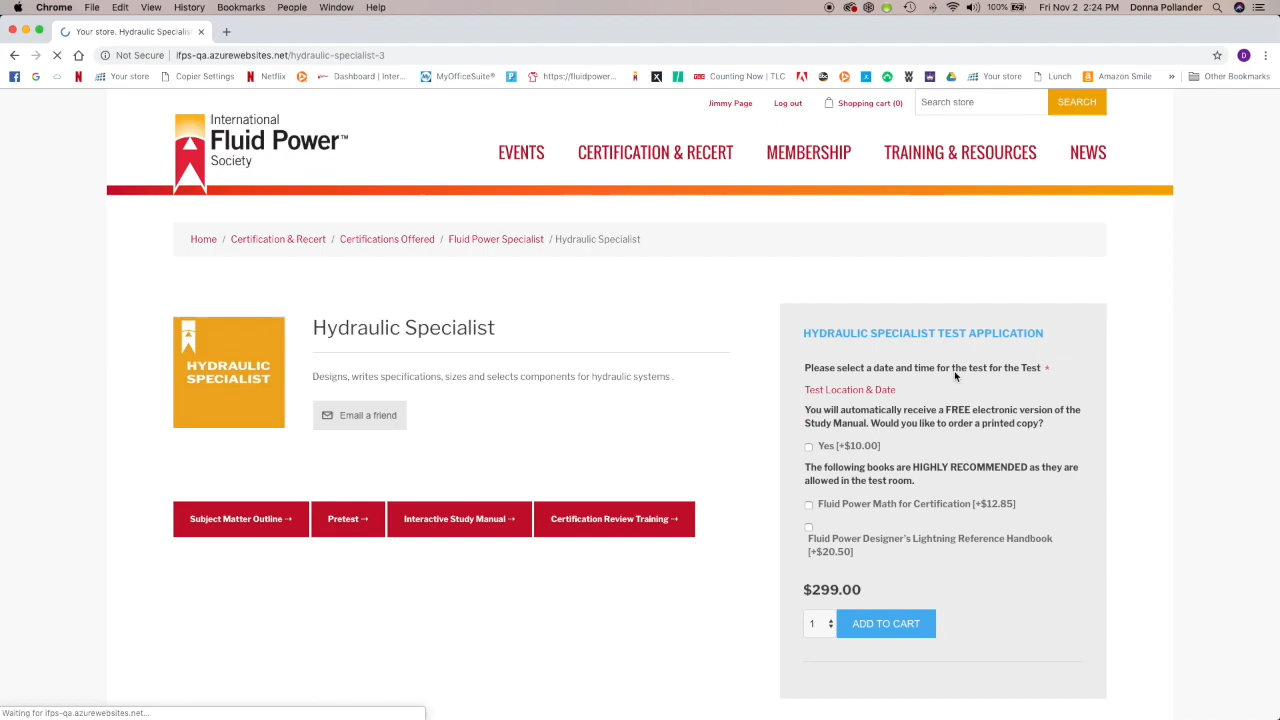 Chrome File Edit View History Bookmarks People Window Help
100%
Fri Nov 1 2:24
Your store. Hydraulic Specialist
Not Secure | ifps-qa.azurewebsites.net/hydraulic-specialist-3
D
Your store
Copier Settings
Netflix
Dashboard | Inter...
MyOfficeSuite®
https://fluidpower...
Counting Now | TLC
Your store
Lunch
Amazon Smile
» Other Bookmarks
Jimmy Page
Log out
Shopping cart (0)
Search store
SEARCH
International
Fluid Power™
Society
EVENTS
CERTIFICATION & RECERT
MEMBERSHIP
TRAINING & RESOURCES
NEWS
Home / Certification & Recert / Certifications Offered / Fluid Power Specialist / Hydraulic Specialist
HYDRAULIC
SPECIALIST
Hydraulic Specialist
Designs, writes specifications, sizes and selects components for hydraulic systems .
Email a friend
Subject Matter Outline →
Pretest →
Interactive Study Manual →
Certification Review Training →
HYDRAULIC SPECIALIST TEST APPLICATION
Please select a date and time for the test for the Test *
Test Location & Date
You will automatically receive a FREE electronic version of the
Study Manual. Would you like to order a printed copy?
Yes [+$10.00]
The following books are HIGHLY RECOMMENDED as they are
allowed in the test room.
Fluid Power Math for Certification [+$12.85]
Fluid Power Designer's Lightning Reference Handbook
[+$20.50]
$299.00
1
ADD TO CART
Waiting for ifps-qa.azurewebsites.net...